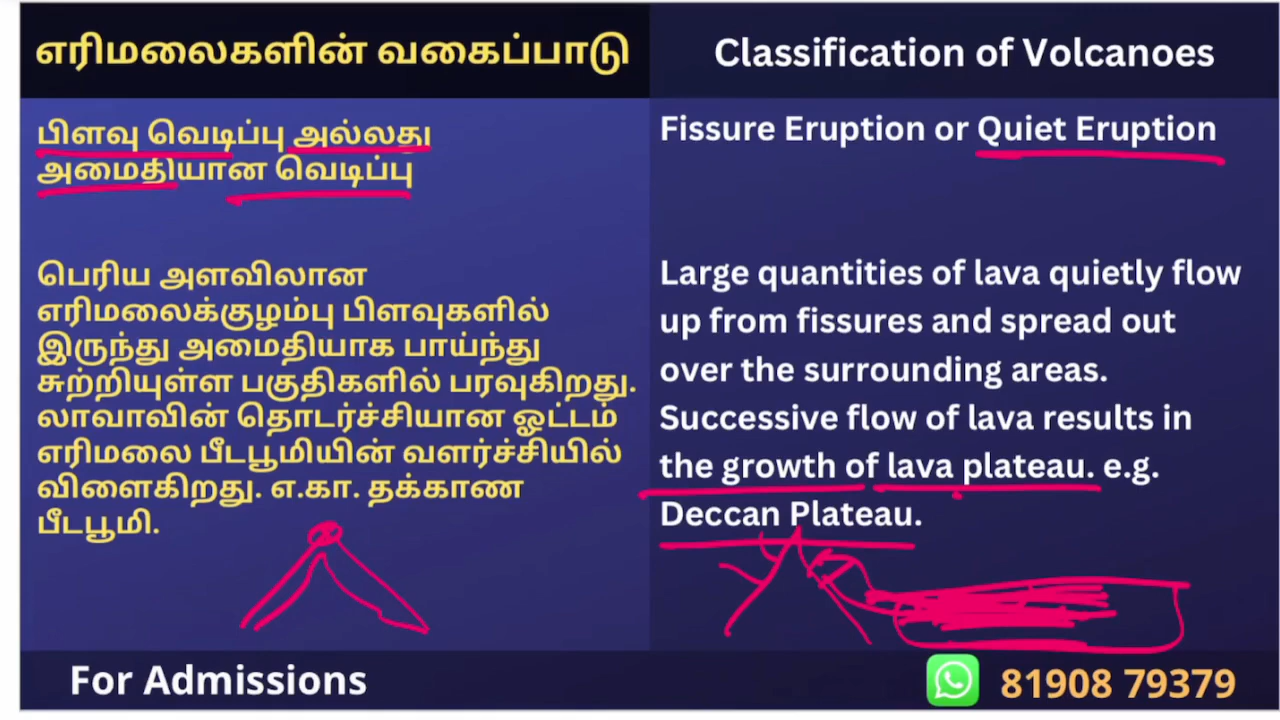 எரிமலைகளின் வகைப்பாடு
Classification of Volcanoes
பிளவு வெடிப்பு அல்லது
அமைதியான வெடிப்பு
பெரிய அளவிலான
எரிமலைக்குழம்பு பிளவுகளில்
இருந்து அமைதியாக பாய்ந்து
சுற்றியுள்ள பகுதிகளில் பரவுகிறது.
லாவாவின் தொடர்ச்சியான ஓட்டம்
எரிமலை பீடபூமியின் வளர்ச்சியில்
விளைகிறது. எ.கா. தக்காண
பீடபூமி.
Fissure Eruption or Quiet Eruption
Large quantities of lava quietly flow
up from fissures and spread out
over the surrounding areas.
Successive flow of lava results in
the growth of lava plateau. e.g.
Deccan Plateau.
For Admissions
81908 79379